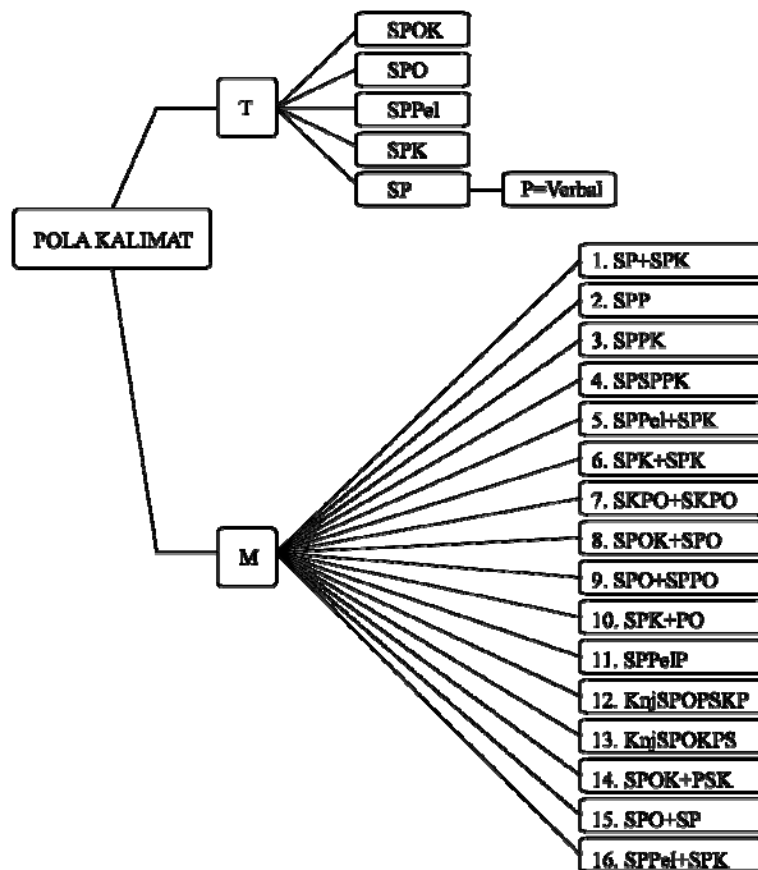 SPOK
SPO
T
SPPel
SPK
SP
P=Verbal
POLA KALIMAT
1. SP+SPK
2. SPP
3. SPPK
4. SPSPPK
5. SPPel+SPK
6. SPK+SPK
7. SKPO+SKPO
M
8. SPOK+SPO
9. SPO+SPPO
10. SPK+PO
11. SPPelP
12. KnjSPOPSKP
13. KnjSPOKPS
14. SPOK+PSK
15. SPO+SP
16. SPPel+SPK